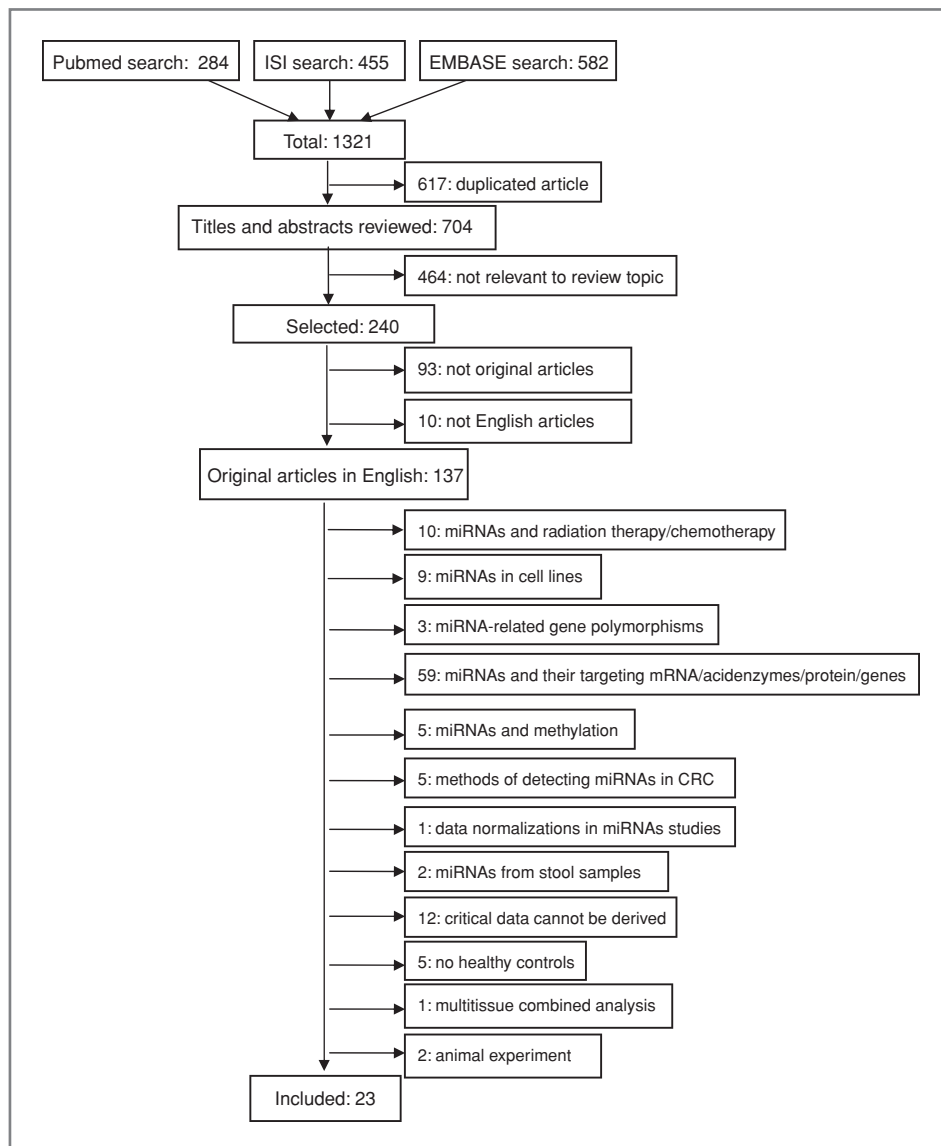 Pubmed search: 284
ISI search: 455
EMBASE search: 582
Total: 1321
617: duplicated article
Titles and abstracts reviewed: 704
464: not relevant to review topic
Selected: 240
93: not original articles
10: not English articles
Original articles in English: 137
10: miRNAs and radiation therapy/chemotherapy
9: miRNAs in cell lines
3: miRNA-related gene polymorphisms
59: miRNAs and their targeting mRNA/acidenzymes/protein/genes
5: miRNAs and methylation
5: methods of detecting miRNAs in CRC
1: data normalizations in miRNAs studies
2: miRNAs from stool samples
12: critical data cannot be derived
5: no healthy controls
1: multitissue combined analysis
2: animal experiment
Included: 23